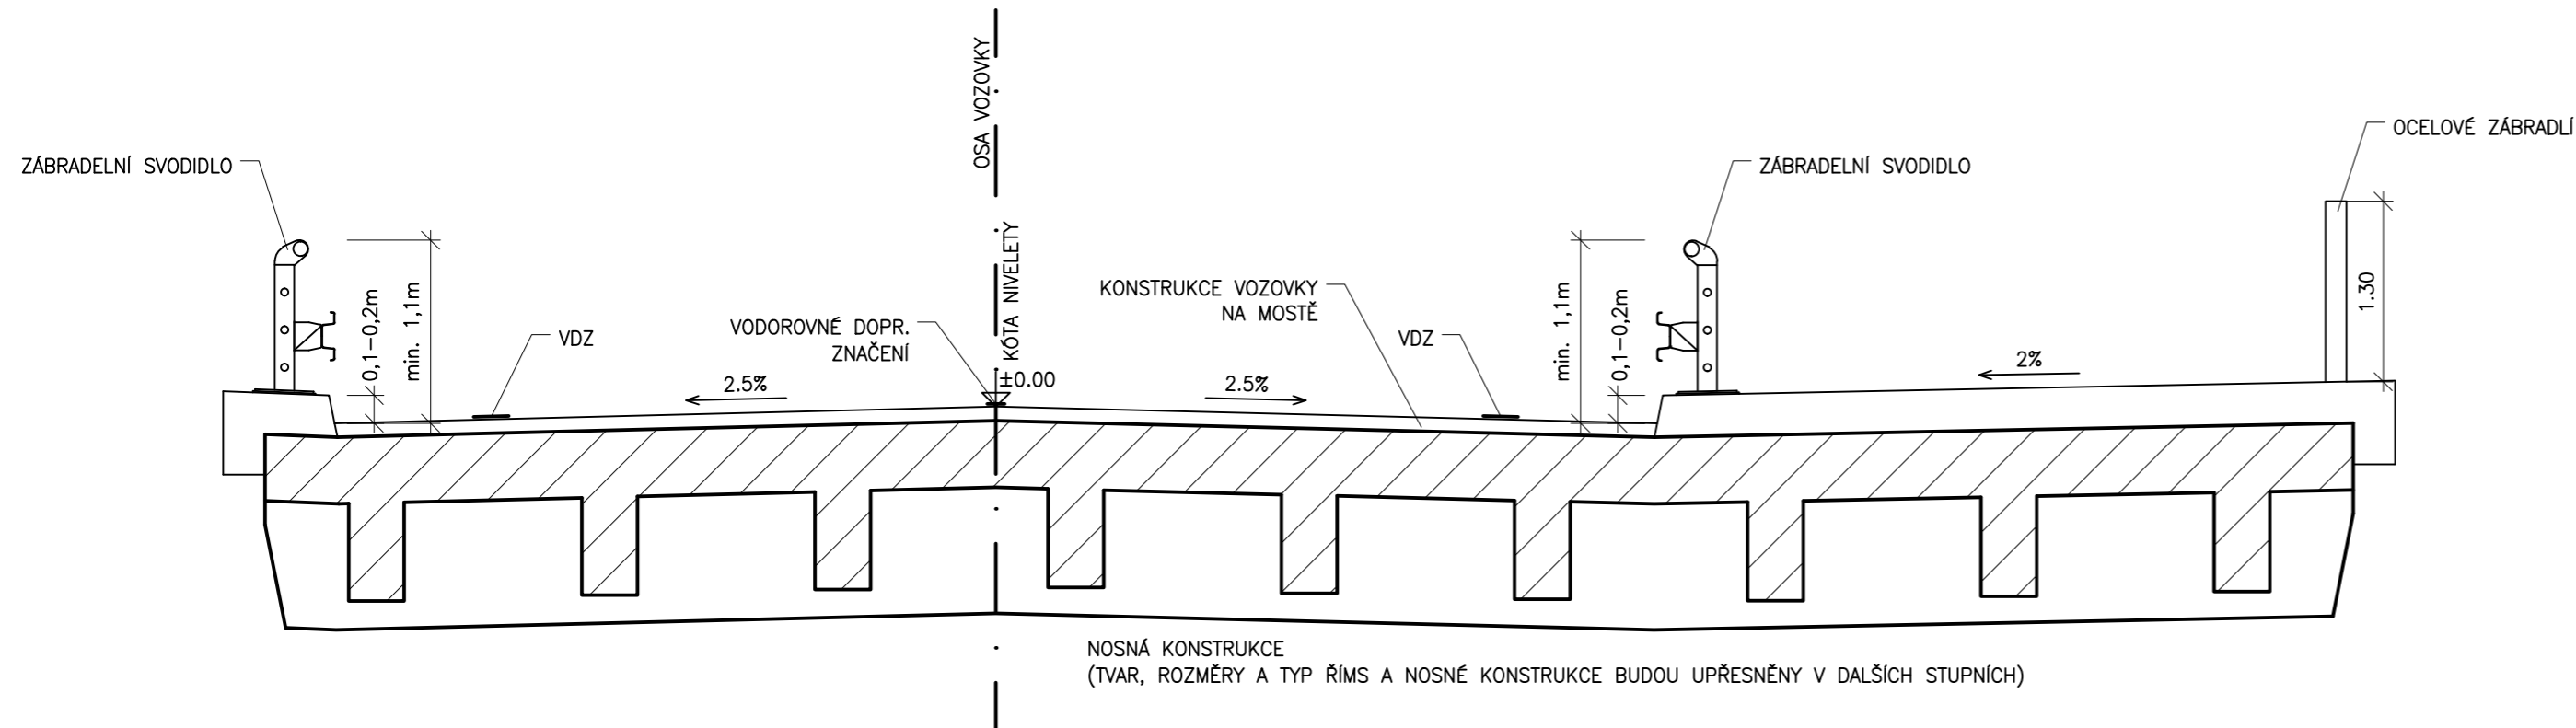 OSA VOZOVKY
OCELOVÉ ZÁBRADLÍ
ZÁBRADELNÍ SVODIDLO
ZÁBRADELNÍ SVODIDLO
KÓTA NIVELETY
KONSTRUKCE VOZOVKY
NA MOSTĚ
VODOROVNÉ DOPR.
ZNAČENÍ
VDZ
VDZ
0,1-0,2m
min. 1,1m
min. 1,1m
0,1-0,2m
1.30
2.5%
±0.00
2.5%
2%
NOSNÁ KONSTRUKCE
(TVAR, ROZMĚRY A TYP ŘÍMS A NOSNÉ KONSTRUKCE BUDOU UPŘESNĚNY V DALŠÍCH STUPNÍCH)